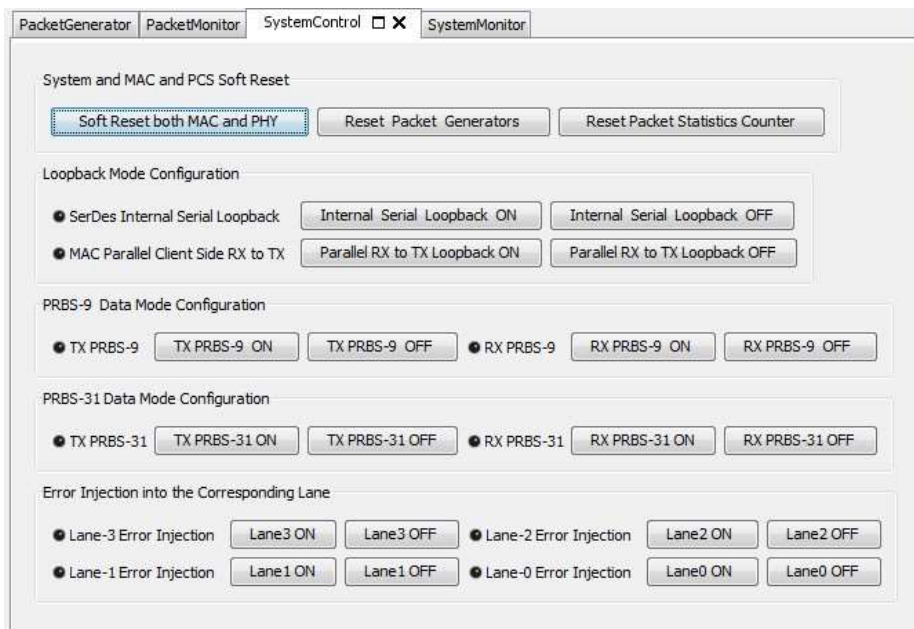 PacketGenerator PacketMonitor SystemControl SystemMonitor
System and MAC and PCS Soft Reset
Soft Reset both MAC and PHY Reset Packet Generators Reset Packet Statistics Counter
Loopback Mode Configuration
SerDes Internal Serial Loopback Internal Serial Loopback ON Internal Serial Loopback OFF
MAC Parallel Client Side RX to TX Parallel RX to TX Loopback ON Parallel RX to TX Loopback OFF
PRBS-9 Data Mode Configuration
TX PRBS-9 TX PRBS-9 ON TX PRBS-9 OFF RX PRBS-9 RX PRBS-9 ON RX PRBS-9 OFF
PRBS-31 Data Mode Configuration
TX PRBS-31 TX PRBS-31 ON TX PRBS-31 OFF RX PRBS-31 RX PRBS-31 ON RX PRBS-31 OFF
Error Injection into the Corresponding Lane
Lane-3 Error Injection Lane3 ON Lane3 OFF Lane-2 Error Injection Lane2 ON Lane2 OFF
Lane-1 Error Injection Lane1 ON Lane1 OFF Lane-0 Error Injection Lane0 ON Lane0 OFF